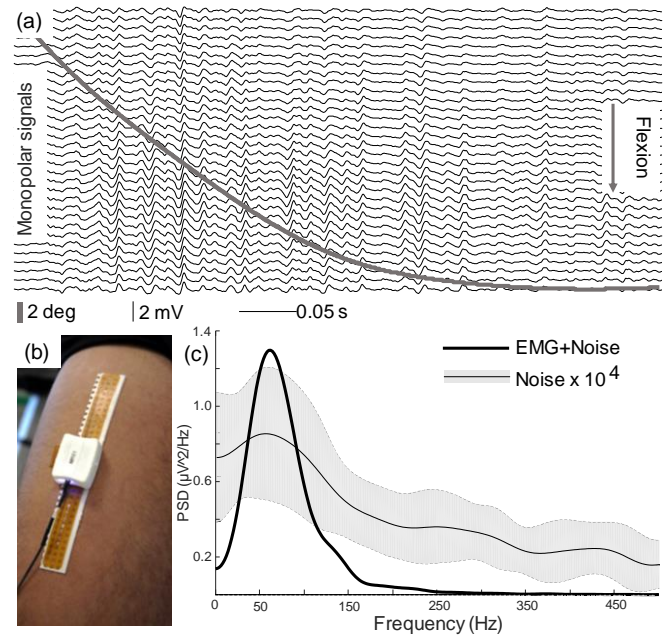 (a)
Monopolar signals
Flexion
2 deg
2 mV
0.05 s
(b)
(c)
EMG+Noise
Noise x 10^4
PSD (µV^2/Hz)
1.4
1.0
0.6
0.2
0
50
150
250
350
450
Frequency (Hz)